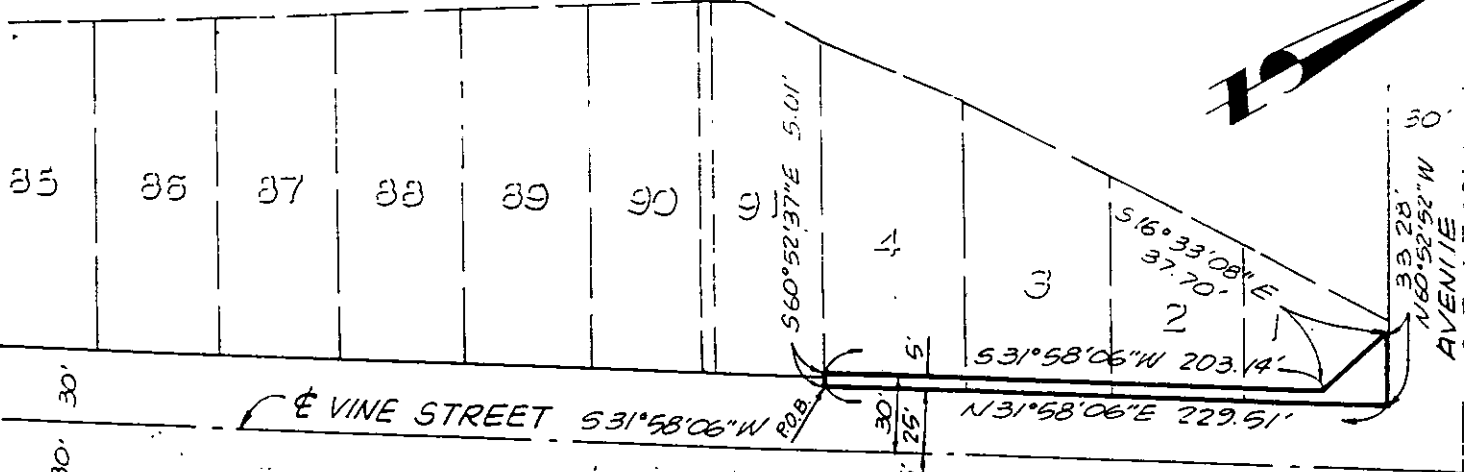 30'
85
86
87
88
89
90
91
S60°52'37"E 5.01'
4
3
2
1
S16°33'08"E
37.70'
33.28'
N60°52'52"W
AVENUE
5'
S31°58'06"W 203.14'
N31°58'06"E 229.51'
30'
℄ VINE STREET S31°58'06"W
P.O.B.
30'
25'
30'